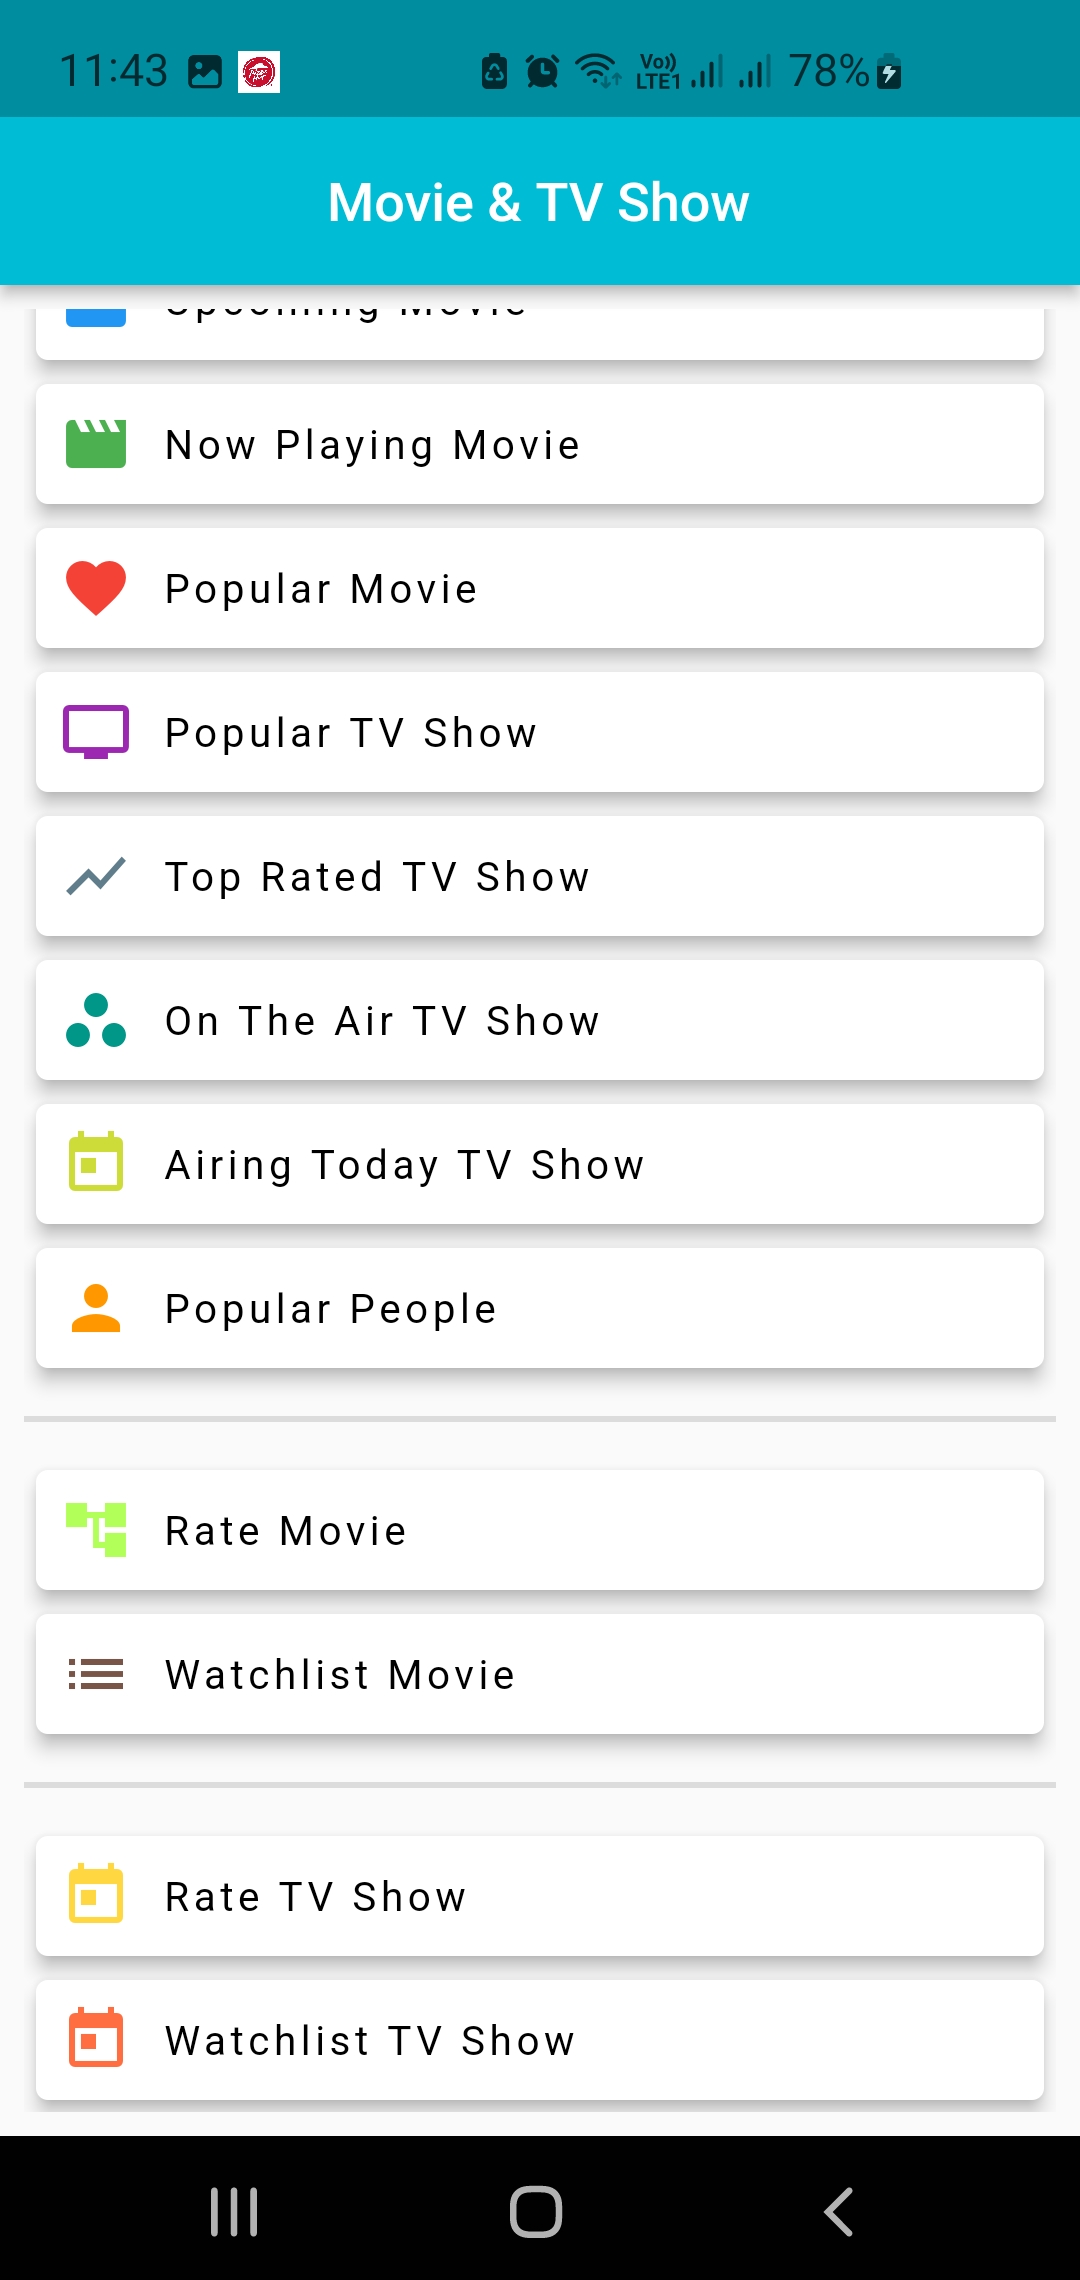 11:43 Vo)) LTE1 78%
Movie & TV Show
Upcoming Movie
Now Playing Movie
Popular Movie
Popular TV Show
Top Rated TV Show
On The Air TV Show
Airing Today TV Show
Popular People
Rate Movie
Watchlist Movie
Rate TV Show
Watchlist TV Show